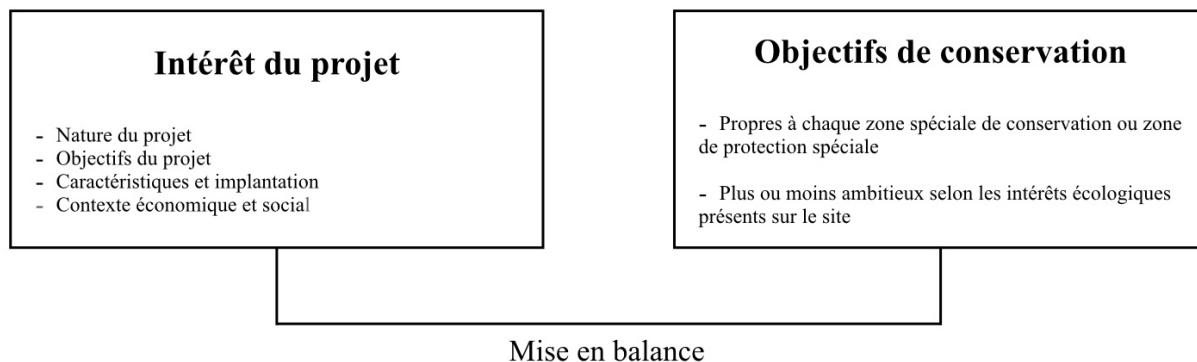 Intérêt du projet
- Nature du projet
- Objectifs du projet
- Caractéristiques et implantation
- Contexte économique et social
Objectifs de conservation
- Propres à chaque zone spéciale de conservation ou zone
de protection spéciale
- Plus ou moins ambitieux selon les intérêts écologiques
présents sur le site
Mise en balance